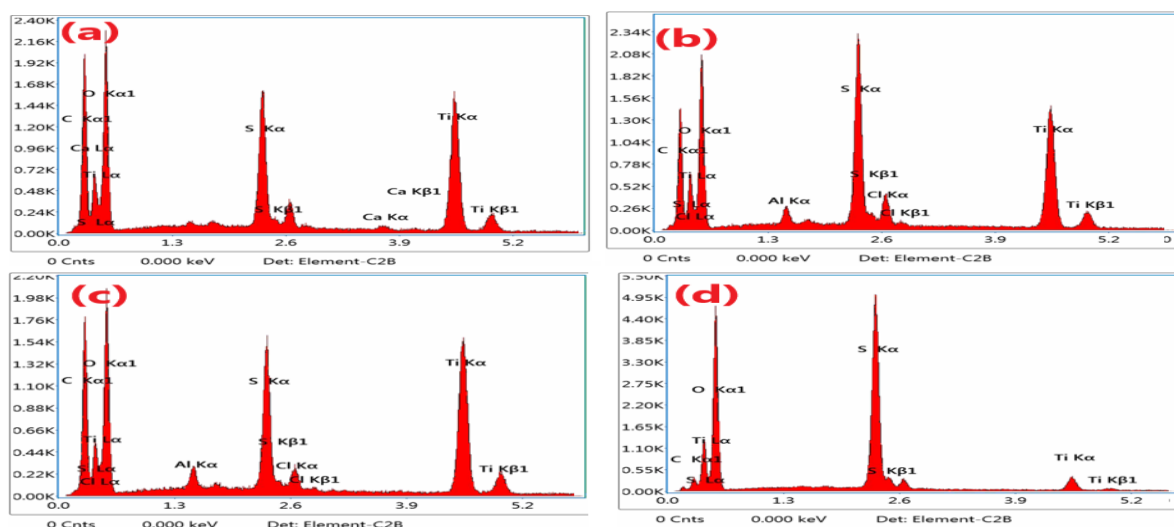 (a)
2.40K
2.16K
1.92K
1.68K
1.44K
1.20K
0.96K
0.72K
0.48K
0.24K
0.00K
O Kα1
C Kα1
Ca Lα
Ti Lα
S Lα
S Kα
S Kβ1
Ca Kα
Ca Kβ1
Ti Kα
Ti Kβ1
0.0 1.3 2.6 3.9 5.2
0 Cnts 0.000 keV Det: Element-C2B
(b)
2.34K
2.08K
1.82K
1.56K
1.30K
1.04K
0.78K
0.52K
0.26K
0.00K
O Kα1
C Kα1
Ti Lα
S Lα
Cl Lα
Al Kα
S Kα
S Kβ1
Cl Kα
Cl Kβ1
Ti Kα
Ti Kβ1
0.0 1.3 2.6 3.9 5.2
0 Cnts 0.000 keV Det: Element-C2B
(c)
2.20K
1.98K
1.76K
1.54K
1.32K
1.10K
0.88K
0.66K
0.44K
0.22K
0.00K
O Kα1
C Kα1
Ti Lα
S Lα
Cl Lα
Al Kα
S Kα
S Kβ1
Cl Kα
Cl Kβ1
Ti Kα
Ti Kβ1
0.0 1.3 2.6 3.9 5.2
0 Cnts 0.000 keV Det: Element-C2B
(d)
5.50K
4.95K
4.40K
3.85K
3.30K
2.75K
2.20K
1.65K
1.10K
0.55K
0.00K
O Kα1
Ti Lα
C Kα1
S Lα
S Kα
S Kβ1
Ti Kα
Ti Kβ1
0.0 1.3 2.6 3.9 5.2
0 Cnts 0.000 keV Det: Element-C2B